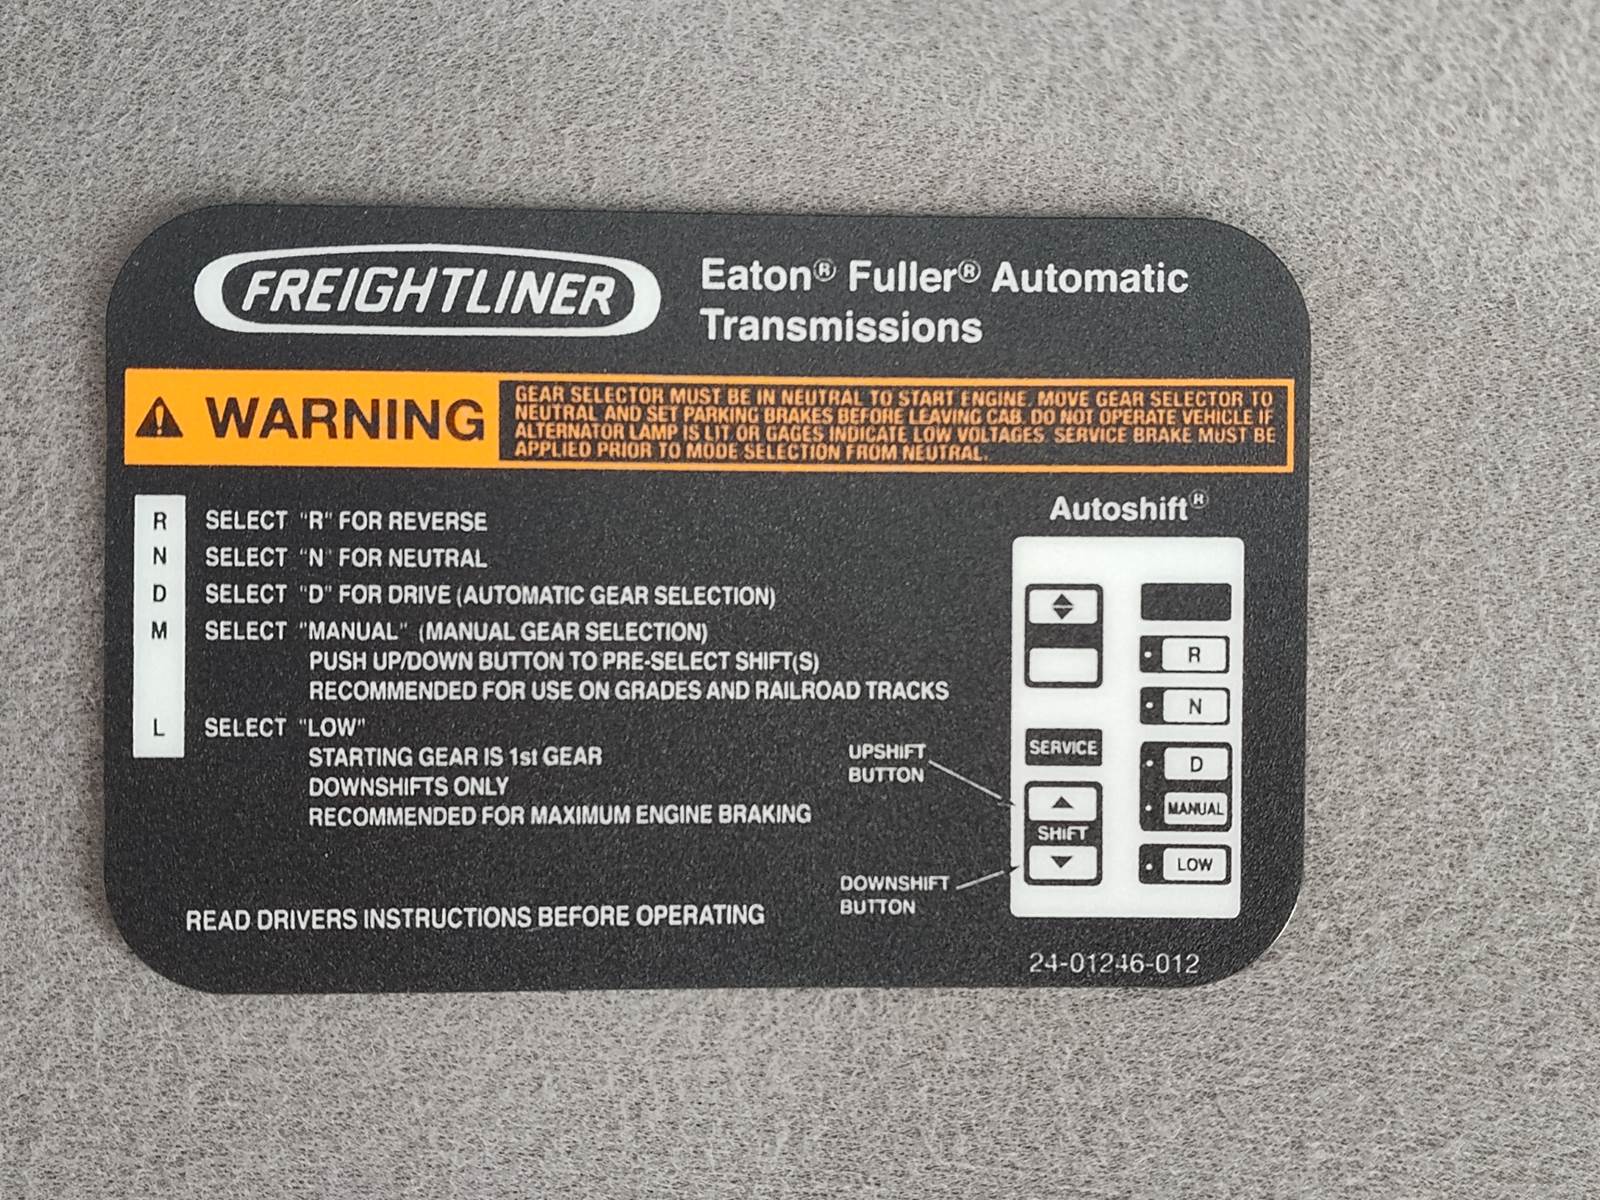 FREIGHTLINER
Eaton® Fuller® Automatic
Transmissions
WARNING
GEAR SELECTOR MUST BE IN NEUTRAL TO START ENGINE. MOVE GEAR SELECTOR TO
NEUTRAL AND SET PARKING BRAKES BEFORE LEAVING CAB. DO NOT OPERATE VEHICLE IF
ALTERNATOR LAMP IS LIT OR GAGES INDICATE LOW VOLTAGES. SERVICE BRAKE MUST BE
APPLIED PRIOR TO MODE SELECTION FROM NEUTRAL.
R SELECT "R" FOR REVERSE
N SELECT "N" FOR NEUTRAL
D SELECT "D" FOR DRIVE (AUTOMATIC GEAR SELECTION)
M SELECT "MANUAL" (MANUAL GEAR SELECTION)
PUSH UP/DOWN BUTTON TO PRE-SELECT SHIFT(S)
RECOMMENDED FOR USE ON GRADES AND RAILROAD TRACKS
L SELECT "LOW"
STARTING GEAR IS 1st GEAR
DOWNSHIFTS ONLY
RECOMMENDED FOR MAXIMUM ENGINE BRAKING
READ DRIVERS INSTRUCTIONS BEFORE OPERATING
Autoshift®
R
N
SERVICE
D
UPSHIFT
BUTTON
MANUAL
SHIFT
LOW
DOWNSHIFT
BUTTON
24-01246-012